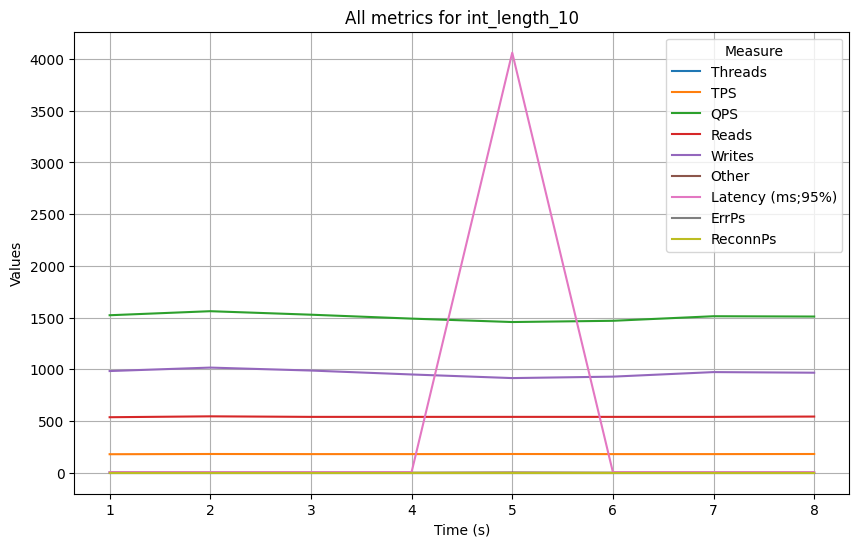 All metrics for int_length_10
Measure
Threads
TPS
QPS
Reads
Writes
Other
Latency (ms;95%)
ErrPs
ReconnPs
Values
4000
3500
3000
2500
2000
1500
1000
500
0
1 2 3 4 5 6 7 8
Time (s)